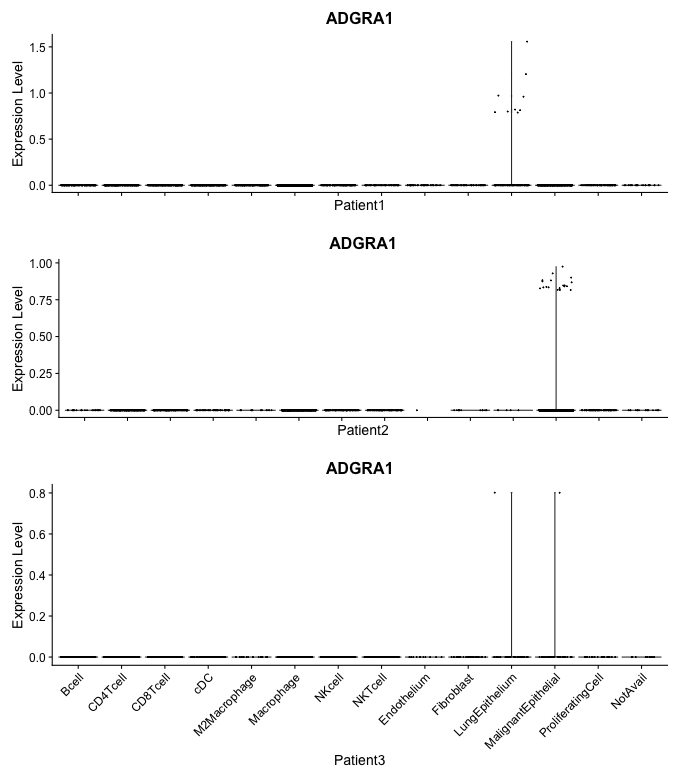 ADGRA1
Expression Level
1.5
1.0
0.5
0.0
Patient1
ADGRA1
Expression Level
1.00
0.75
0.50
0.25
0.00
Patient2
ADGRA1
Expression Level
0.8
0.6
0.4
0.2
0.0
Bcell
CD4Tcell
CD8Tcell
cDC
M2Macrophage
Macrophage
NKcell
NKTcell
Endothelium
Fibroblast
LungEpithelium
MalignantEpithelial
ProliferatingCell
NotAvail
Patient3